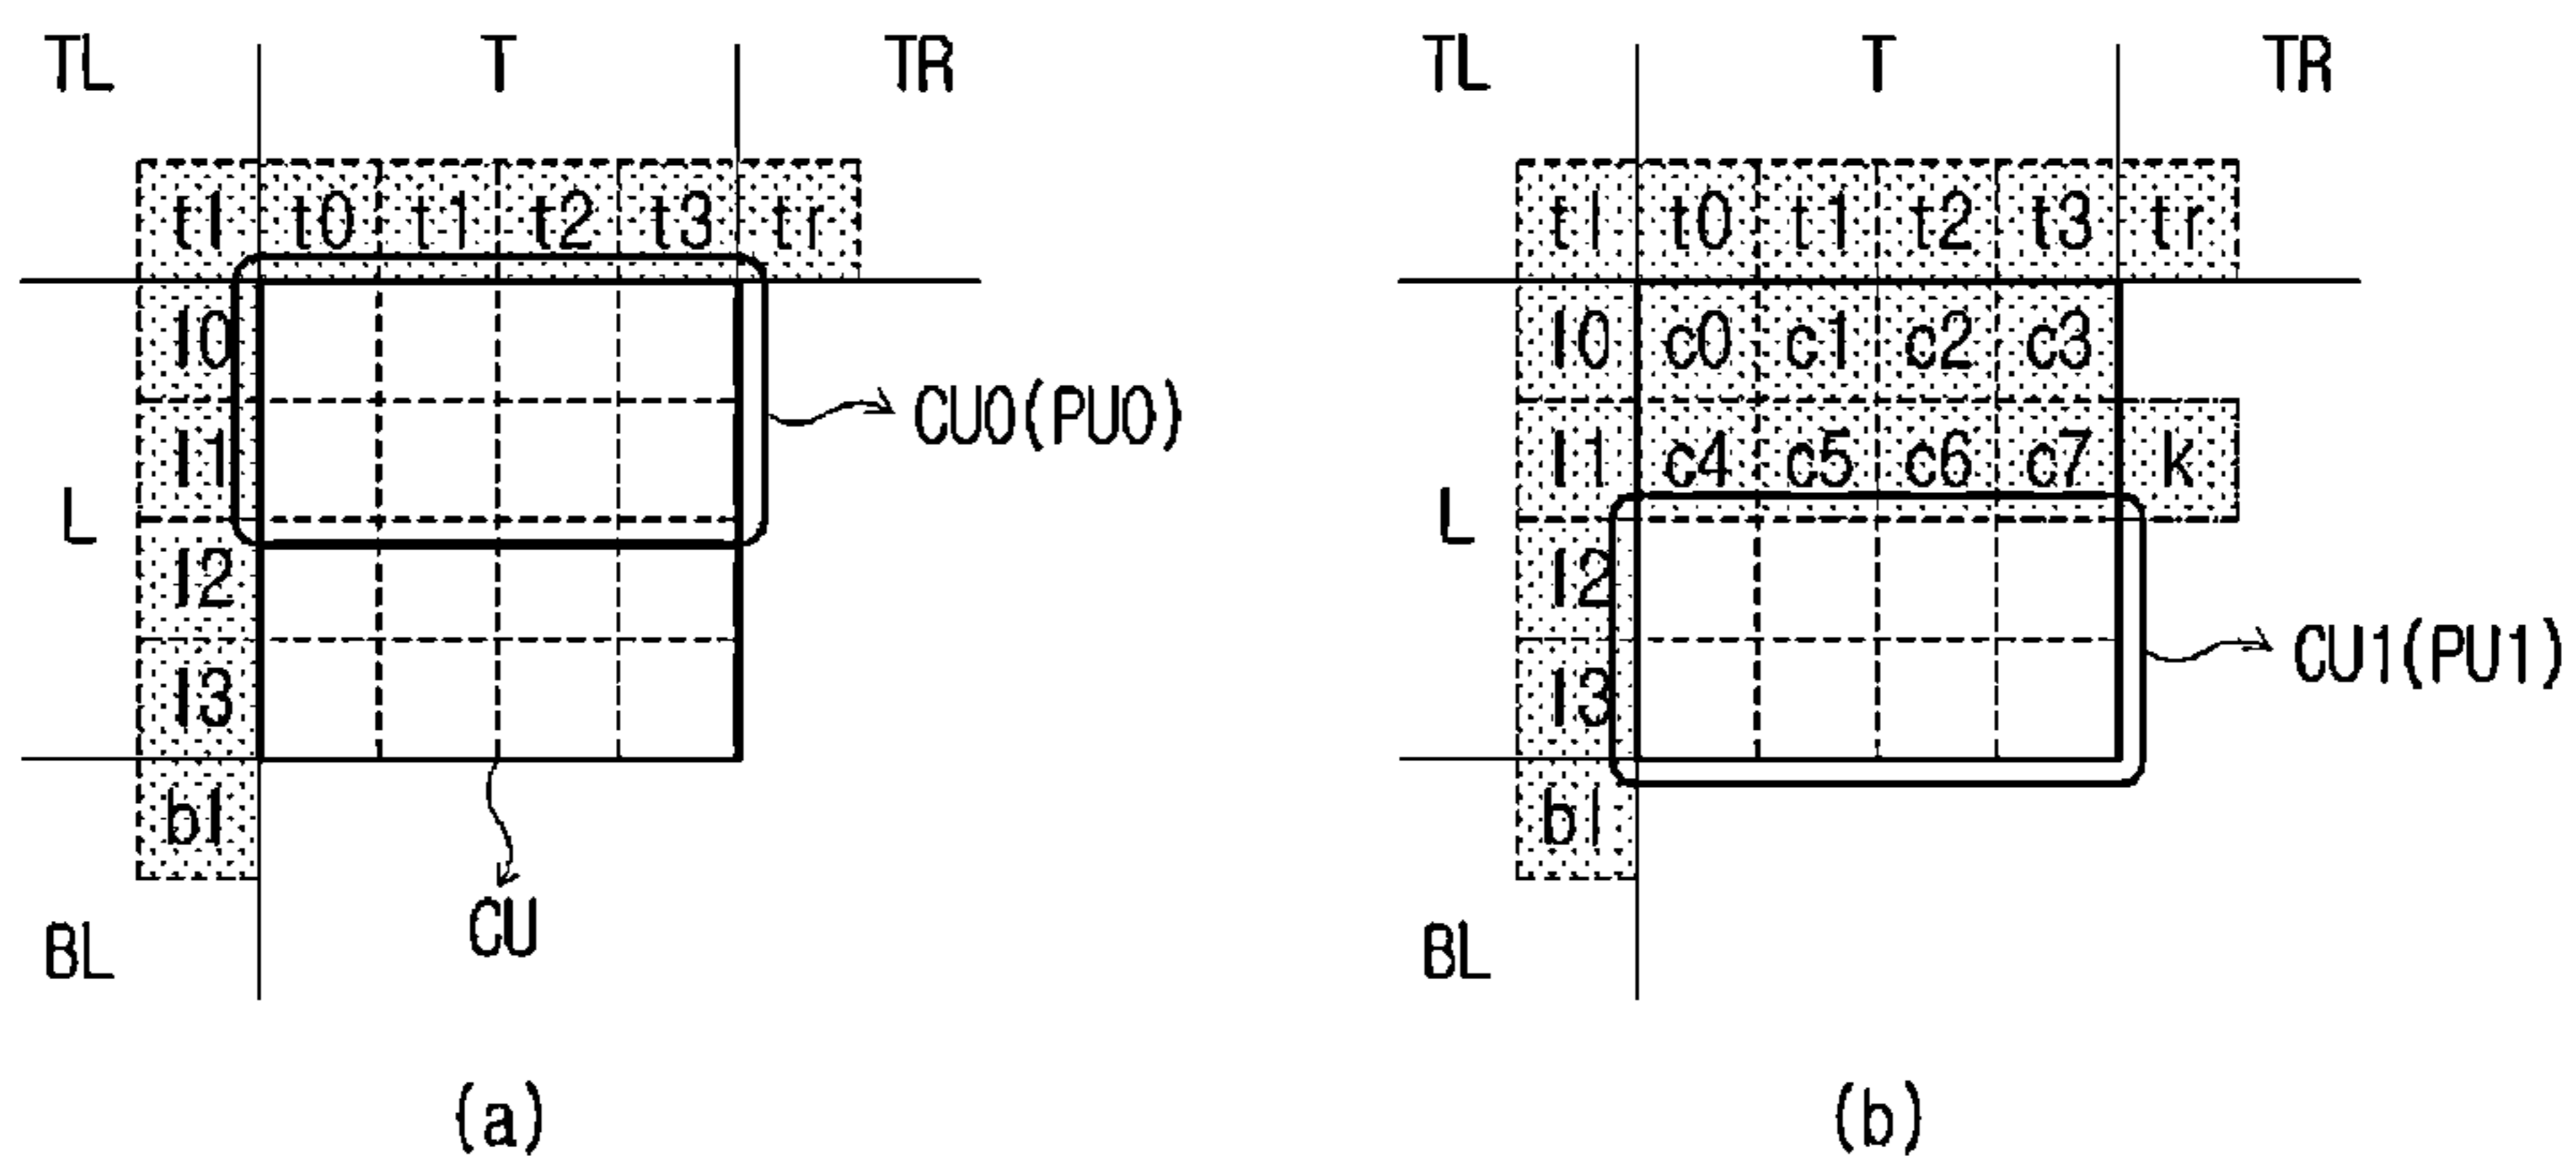 TL T TR
tl t0 t1 t2 t3 tr
l0
l1
CU0(PU0)
L
l2
l3
bl
CU
BL
(a)
TL T TR
tl t0 t1 t2 t3 tr
l0 c0 c1 c2 c3
l1 c4 c5 c6 c7 k
L
l2
CU1(PU1)
l3
bl
BL
(b)